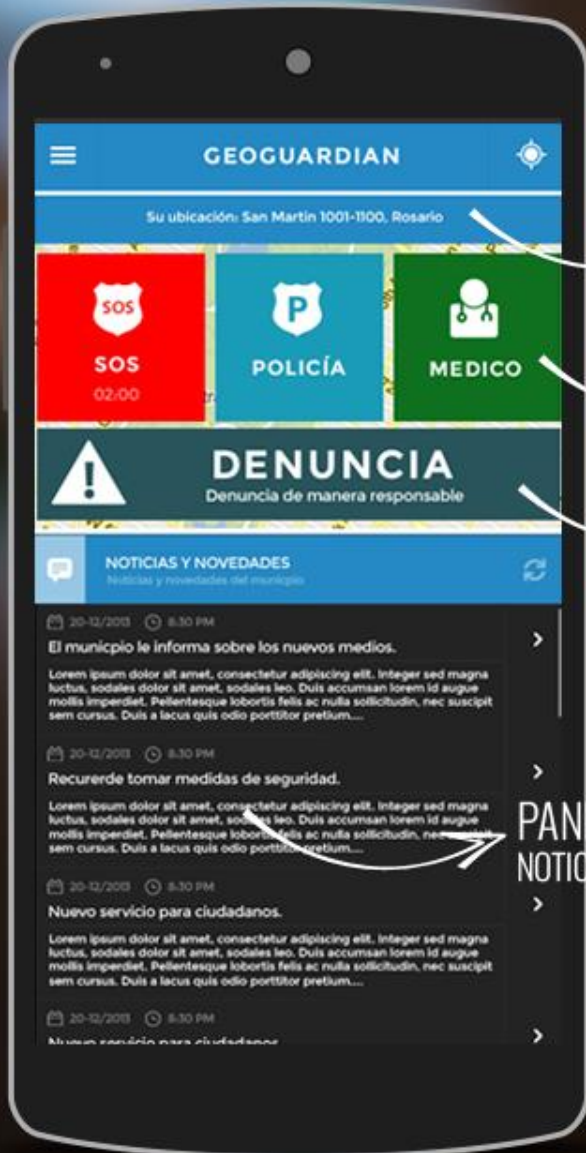 GEOGUARDIAN
Su ubicación: San Martin 1001-1100, Rosario
SOS
SOS
02:00
P
POLICÍA
MEDICO
DENUNCIA
Denuncia de manera responsable
NOTICIAS Y NOVEDADES
Noticias y novedades del municpio
20-12/2013 8:30 PM
El municpio le informa sobre los nuevos medios.
Lorem ipsum dolor sit amet, consectetur adipiscing elit. Integer sed magna
luctus, sodales dolor sit amet, sodales leo. Duis accumsan lorem id augue
mollis imperdiet. Pellentesque lobortis felis ac nulla sollicitudin, nec suscipit
sem cursus. Duis a lacus quis odio porttitor pretium....
20-12/2013 8:30 PM
Recurerde tomar medidas de seguridad.
Lorem ipsum dolor sit amet, consectetur adipiscing elit. Integer sed magna
luctus, sodales dolor sit amet, sodales leo. Duis accumsan lorem id augue
mollis imperdiet. Pellentesque lobortis felis ac nulla sollicitudin, nec suscipit
sem cursus. Duis a lacus quis odio porttitor pretium....
PAN
NOTIC
20-12/2013 8:30 PM
Nuevo servicio para ciudadanos.
Lorem ipsum dolor sit amet, consectetur adipiscing elit. Integer sed magna
luctus, sodales dolor sit amet, sodales leo. Duis accumsan lorem id augue
mollis imperdiet. Pellentesque lobortis felis ac nulla sollicitudin, nec suscipit
sem cursus. Duis a lacus quis odio porttitor pretium....
20-12/2013 8:30 PM
Nuevo servicio para ciudadanos.